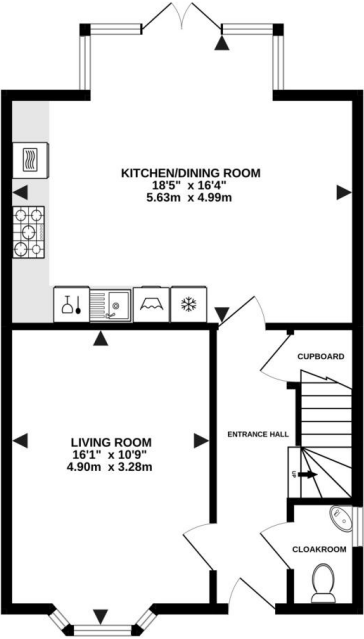 KITCHEN/DINING ROOM
18'5" x 16'4"
5.63m x 4.99m
CUPBOARD
LIVING ROOM
16'1" x 10'9"
4.90m x 3.28m
ENTRANCE HALL
UP
CLOAKROOM